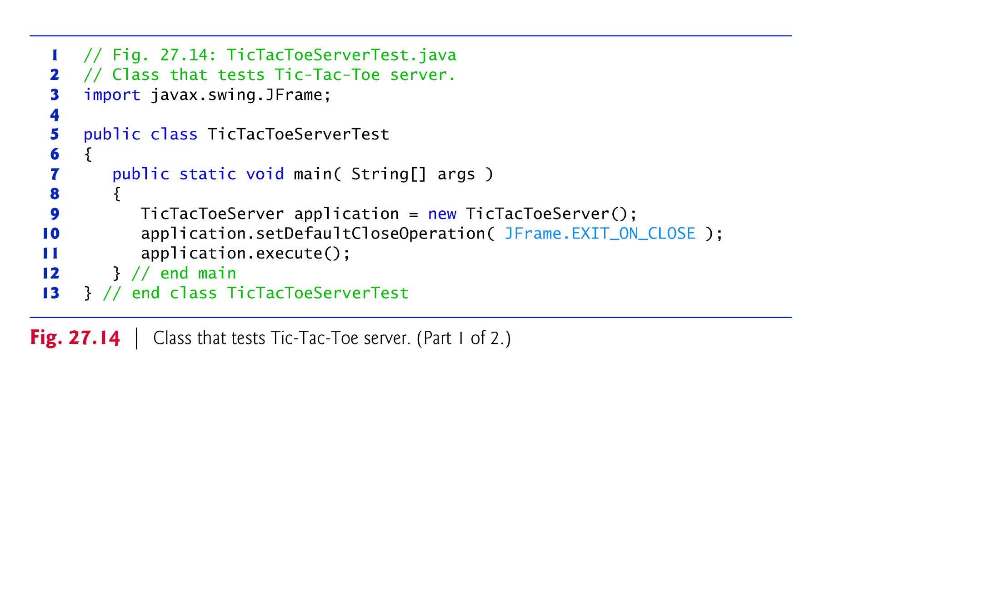 1 // Fig. 27.14: TicTacToeServerTest.java
2 // Class that tests Tic-Tac-Toe server.
3 import javax.swing.JFrame;
4
5 public class TicTacToeServerTest
6 {
7    public static void main( String[] args )
8    {
9       TicTacToeServer application = new TicTacToeServer();
10       application.setDefaultCloseOperation( JFrame.EXIT_ON_CLOSE );
11       application.execute();
12    } // end main
13 } // end class TicTacToeServerTest
Fig. 27.14 | Class that tests Tic-Tac-Toe server. (Part 1 of 2.)